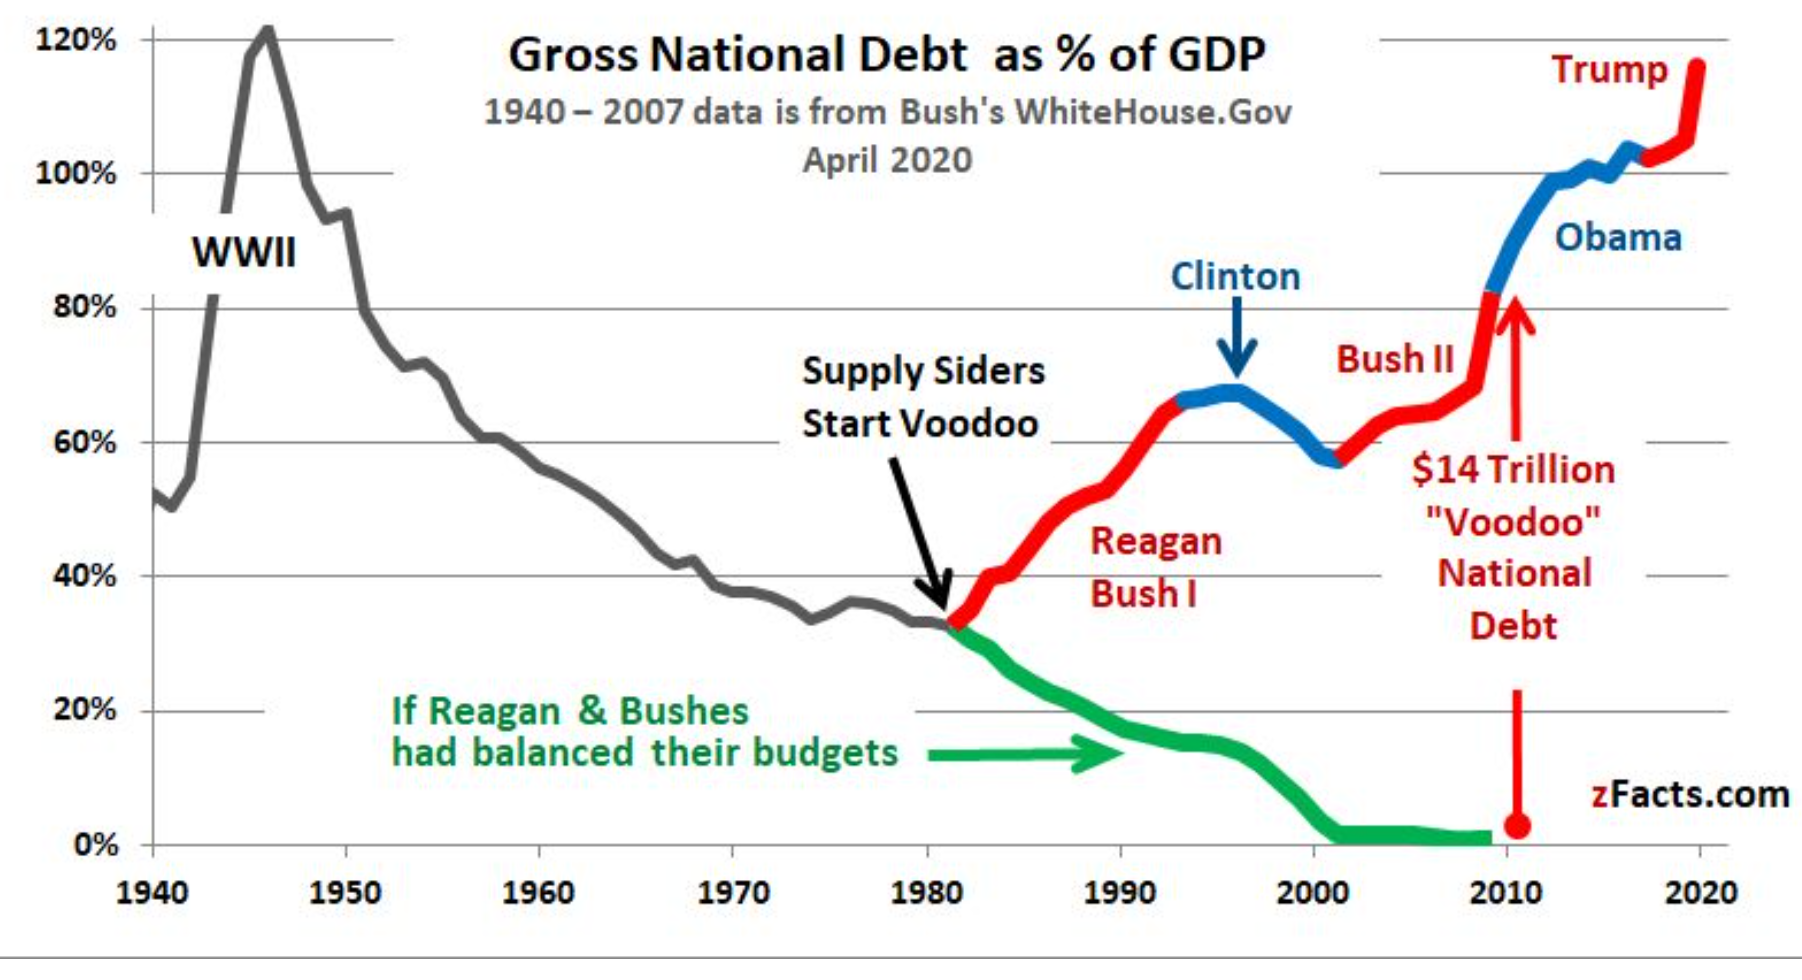 Gross National Debt as % of GDP
1940 – 2007 data is from Bush's WhiteHouse.Gov
April 2020
120%
100%
80%
60%
40%
20%
0%
WWII
Trump
Obama
Clinton
Bush II
Supply Siders
Start Voodoo
$14 Trillion
"Voodoo"
National
Debt
Reagan
Bush I
If Reagan & Bushes
had balanced their budgets
zFacts.com
1940 1950 1960 1970 1980 1990 2000 2010 2020